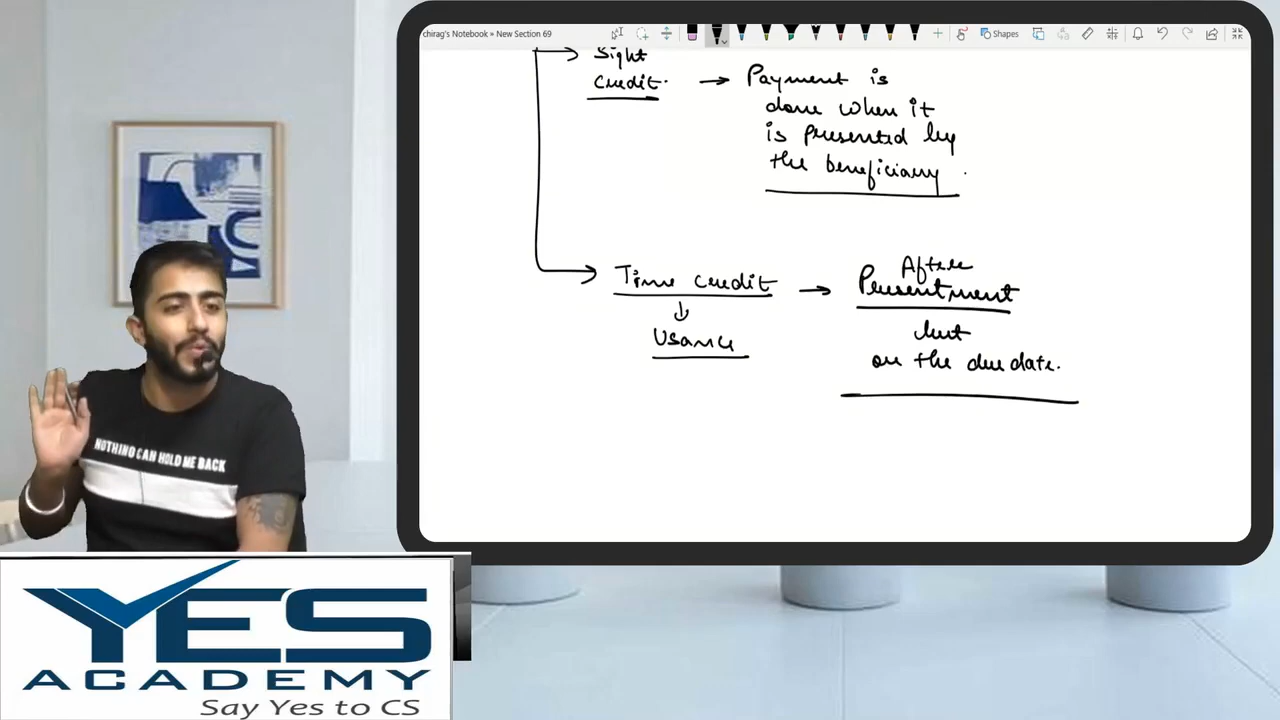 chirag's Notebook » New Section 69
Shapes
Sight
Credit.
→ Payment is
done when it
is presented by
the beneficiary.
Time credit → After
Presentment
Usance
but
on the due date.
NOTHING CAN HOLD ME BACK
YES
ACADEMY
Say Yes to CS